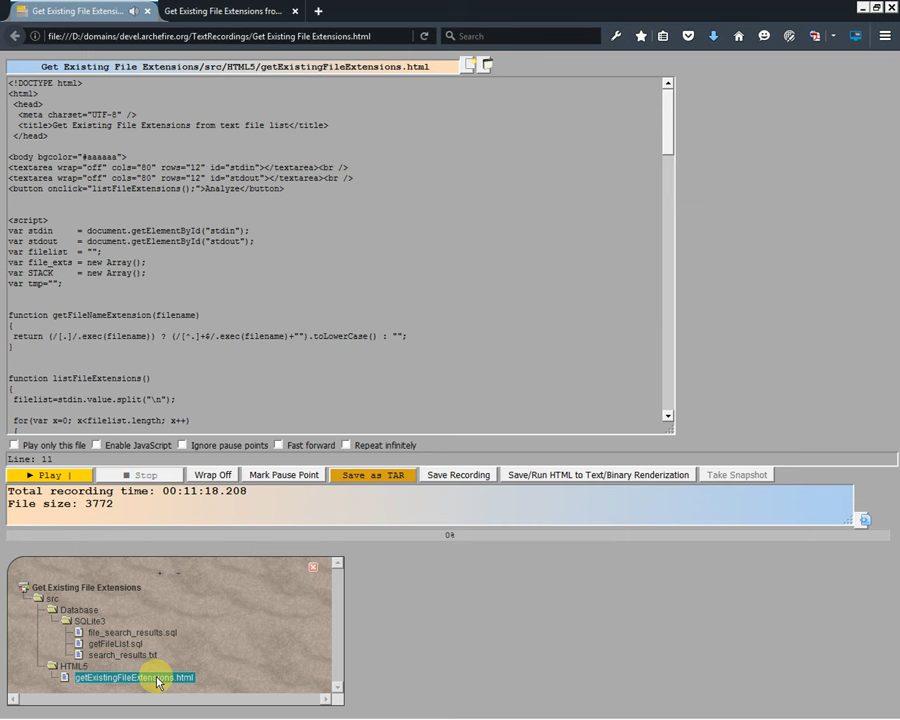 Get Existing File Extensi...
Get Existing File Extensions fro...
file:///D:/domains/devel.archefire.org/TextRecordings/Get Existing File Extensions.html
Search
Get Existing File Extensions/src/HTML5/getExistingFileExtensions.html
<!DOCTYPE html>
<html>
<head>
<meta charset="UTF-8" />
<title>Get Existing File Extensions from text file list</title>
</head>
<body bgcolor="#aaaaaa">
<textarea wrap="off" cols="80" rows="12" id="stdin"></textarea><br />
<textarea wrap="off" cols="80" rows="12" id="stdout"></textarea><br />
<button onclick="listFileExtensions();">Analyze</button>
<script>
var stdin     = document.getElementById("stdin");
var stdout    = document.getElementById("stdout");
var filelist  = "";
var file_exts = new Array();
var STACK     = new Array();
var tmp="";
function getFileNameExtension(filename)
{
return (/[.]/.exec(filename)) ? (/[^.]+$/.exec(filename)+"").toLowerCase() : "";
}
function listFileExtensions()
{
filelist=stdin.value.split("\n");
for(var x=0; x<filelist.length; x++)
{
Play only this file
Enable JavaScript
Ignore pause points
Fast forward
Repeat infinitely
Line: 11
Play |
Stop
Wrap Off
Mark Pause Point
Save as TAR
Save Recording
Save/Run HTML to Text/Binary Renderization
Take Snapshot
Total recording time: 00:11:18.208
File size: 3772
0%
+ -
Get Existing File Extensions
src
Database
SQLite3
file_search_results.sql
getFileList.sql
search_results.txt
HTML5
getExistingFileExtensions.html